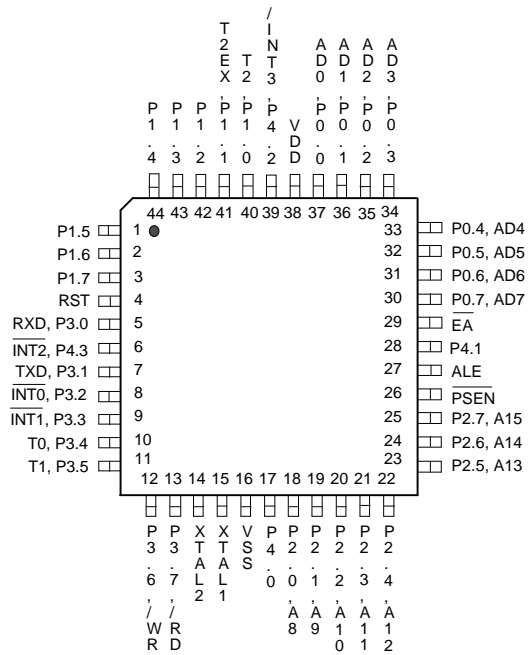 P1.4
P1.3
P1.2
T2EX,P1.1
T2,P1.0
/INT3,P4.2
VDD
AD0,P0.0
AD1,P0.1
AD2,P0.2
AD3,P0.3
44 43 42 41 40 39 38 37 36 35 34
P1.5 1
P1.6 2
P1.7 3
RST 4
RXD, P3.0 5
INT2, P4.3 6
TXD, P3.1 7
INT0, P3.2 8
INT1, P3.3 9
T0, P3.4 10
T1, P3.5 11
33 P0.4, AD4
32 P0.5, AD5
31 P0.6, AD6
30 P0.7, AD7
29 EA
28 P4.1
27 ALE
26 PSEN
25 P2.7, A15
24 P2.6, A14
23 P2.5, A13
12 13 14 15 16 17 18 19 20 21 22
P3.6,/WR
P3.7,/RD
XTAL2
XTAL1
VSS
P4.0
P2.0,A8
P2.1,A9
P2.2,A10
P2.3,A11
P2.4,A12